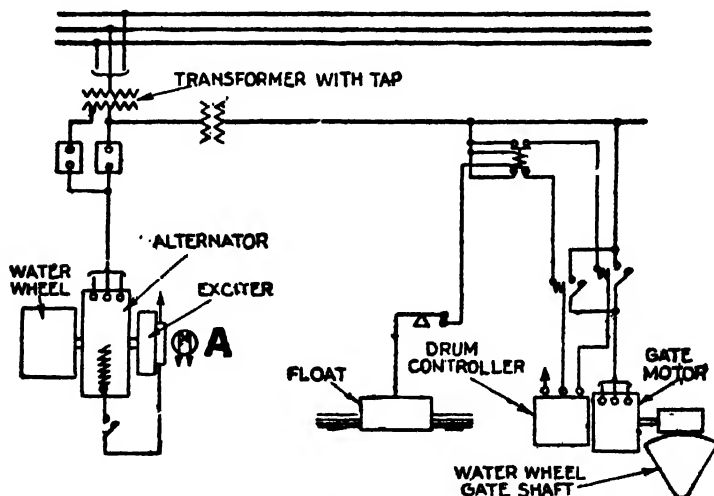 TRANSFORMER WITH TAP
ALTERNATOR
WATER
WHEEL
EXCITER
A
DRUM
CONTROLLER
GATE
MOTOR
FLOAT
WATER WHEEL
GATE SHAFT